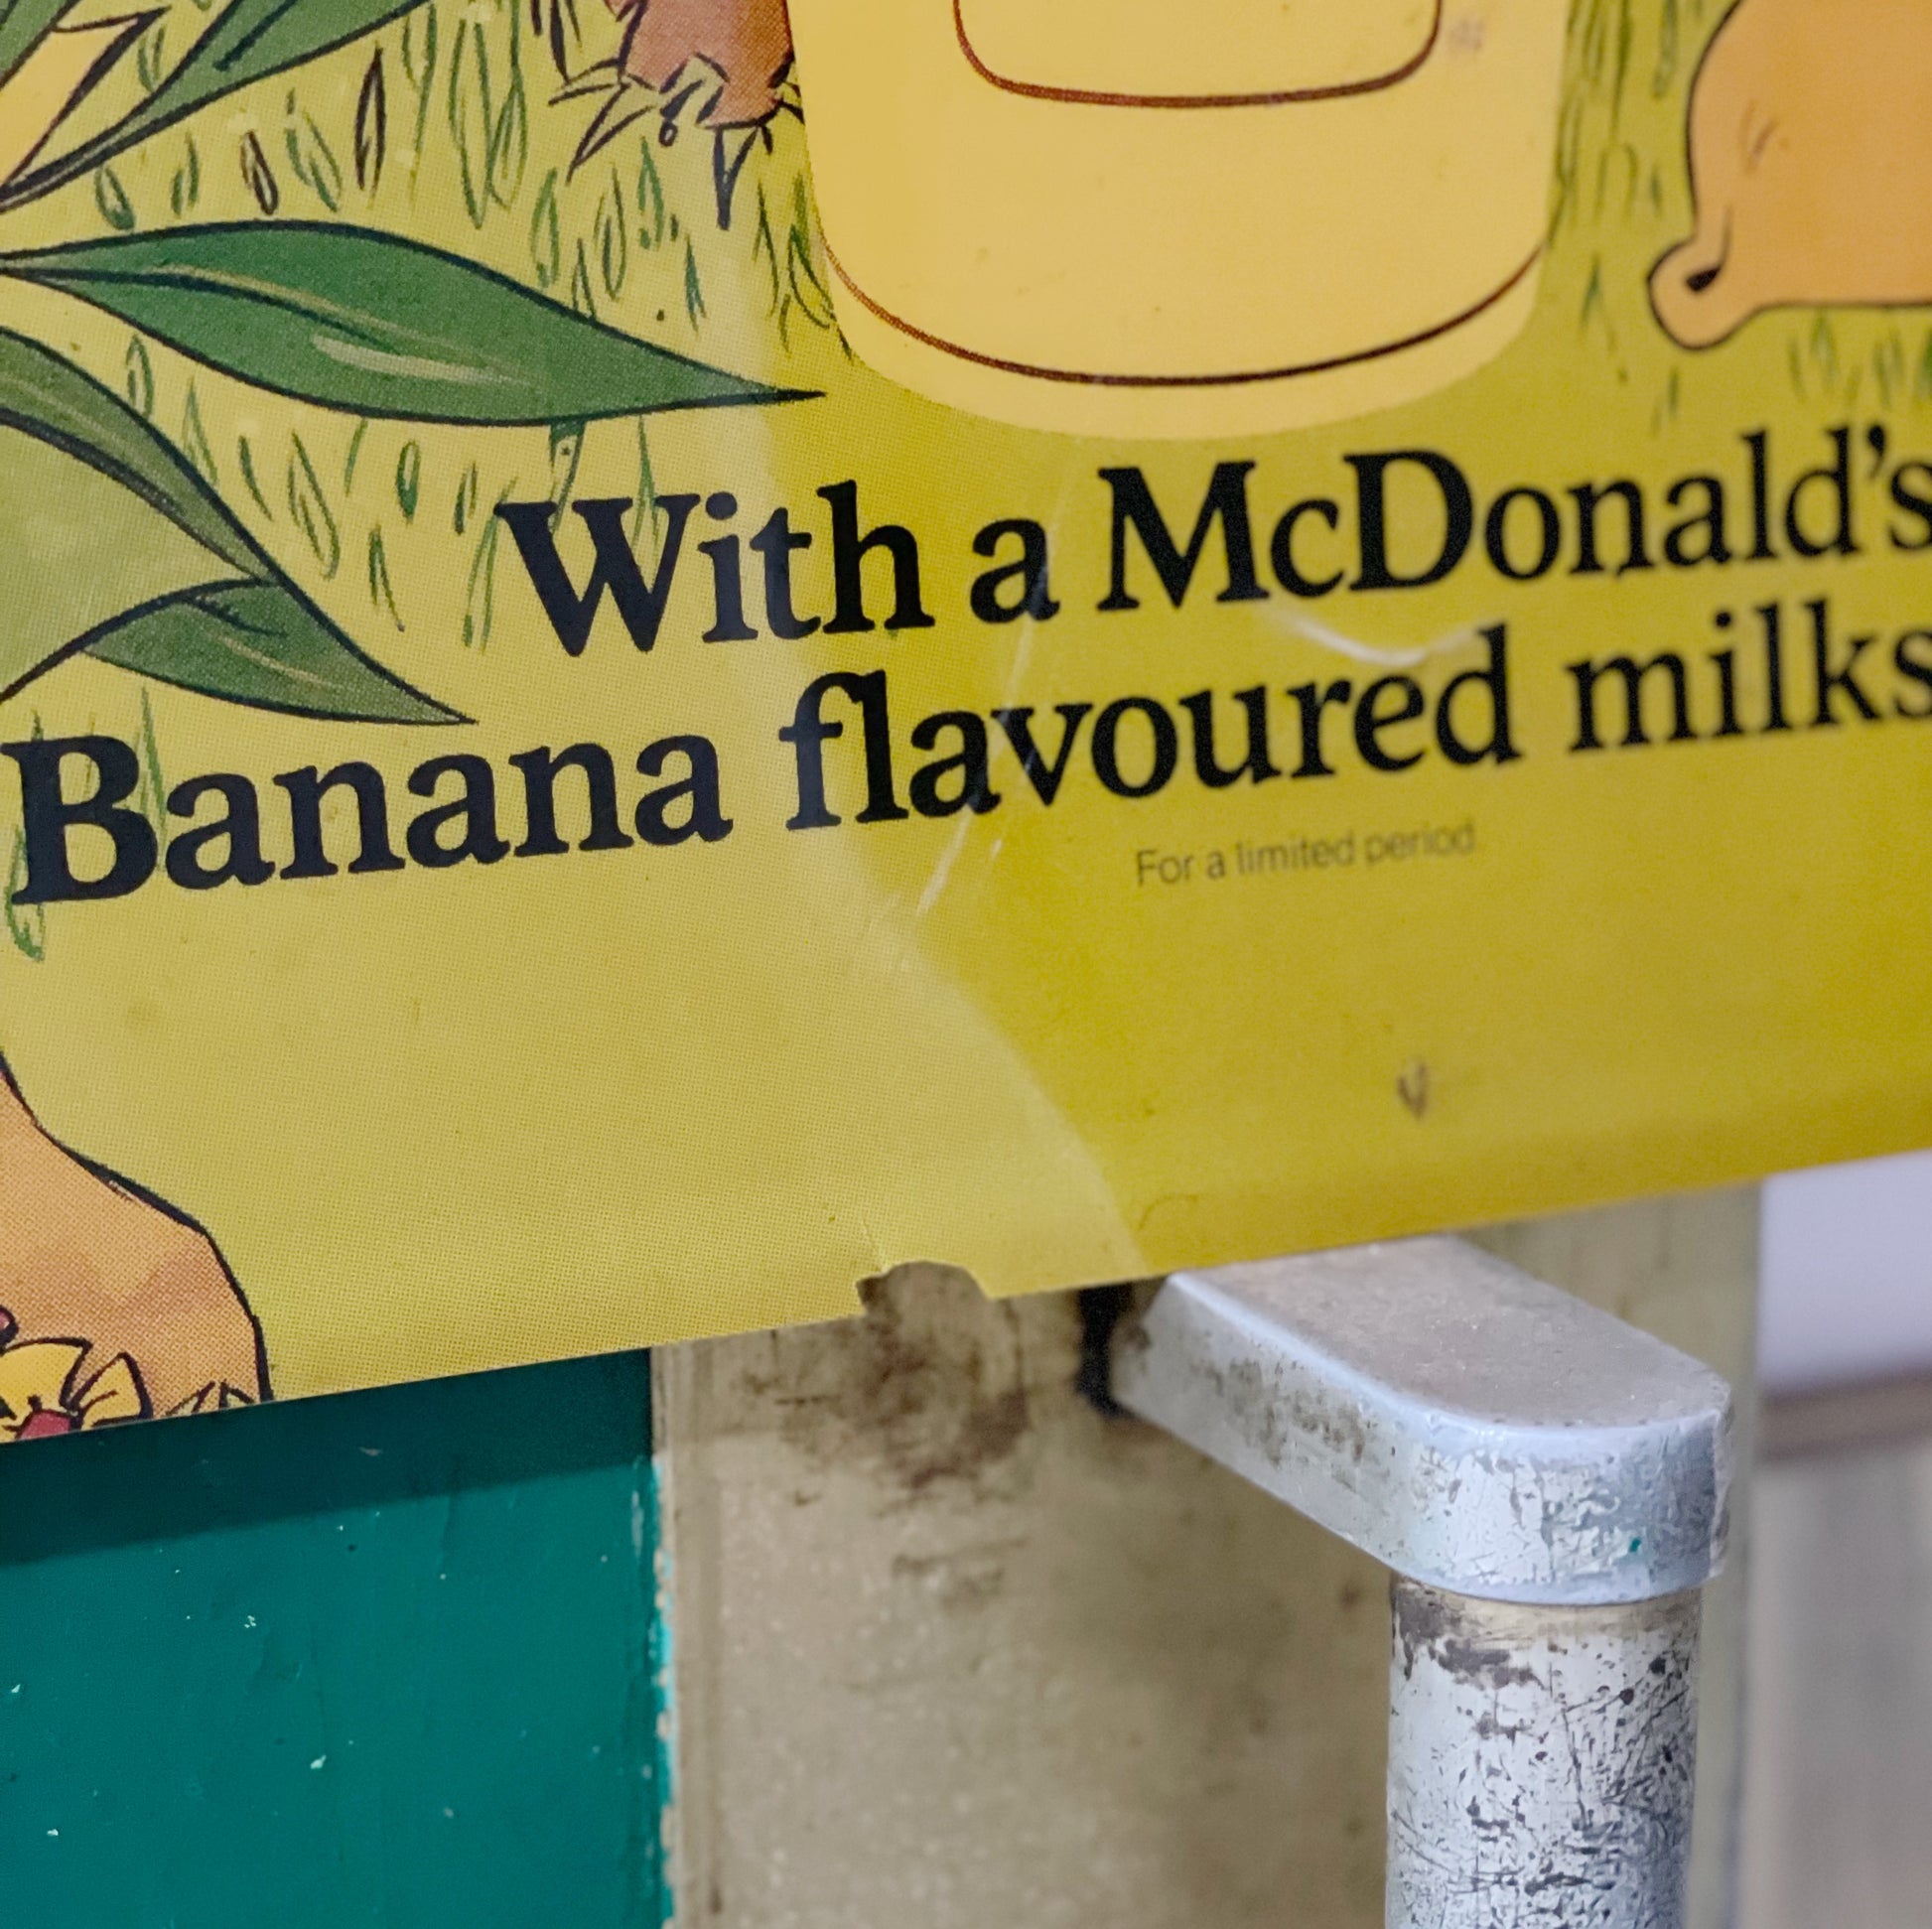 With a McDonald's
Banana flavoured milks
For a limited period.